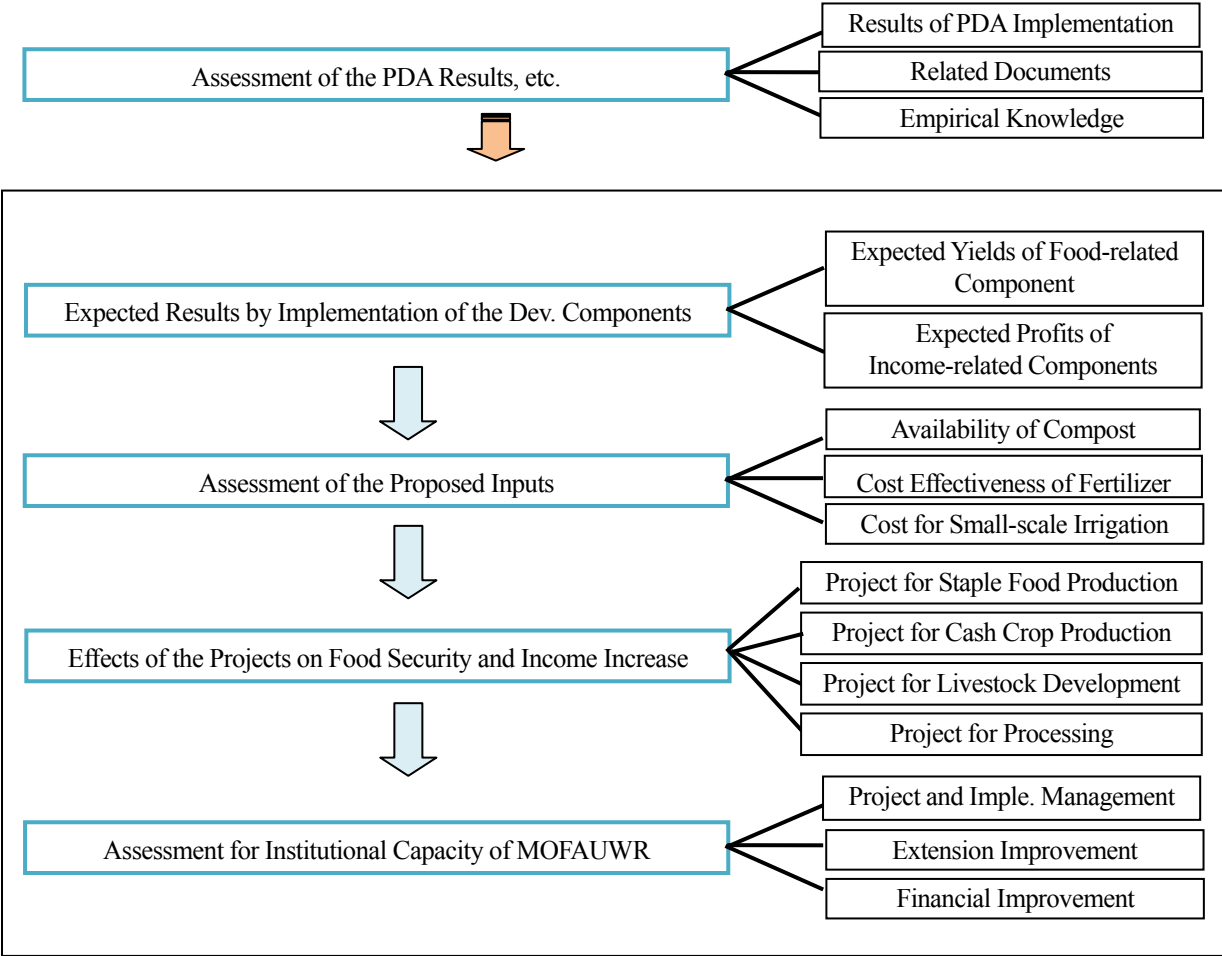 Results of PDA Implementation
Assessment of the PDA Results, etc.
Related Documents
Empirical Knowledge
Expected Results by Implementation of the Dev. Components
Expected Yields of Food-related
Component
Expected Profits of
Income-related Components
Assessment of the Proposed Inputs
Availability of Compost
Cost Effectiveness of Fertilizer
Cost for Small-scale Irrigation
Effects of the Projects on Food Security and Income Increase
Project for Staple Food Production
Project for Cash Crop Production
Project for Livestock Development
Project for Processing
Assessment for Institutional Capacity of MOFAUWR
Project and Imple. Management
Extension Improvement
Financial Improvement